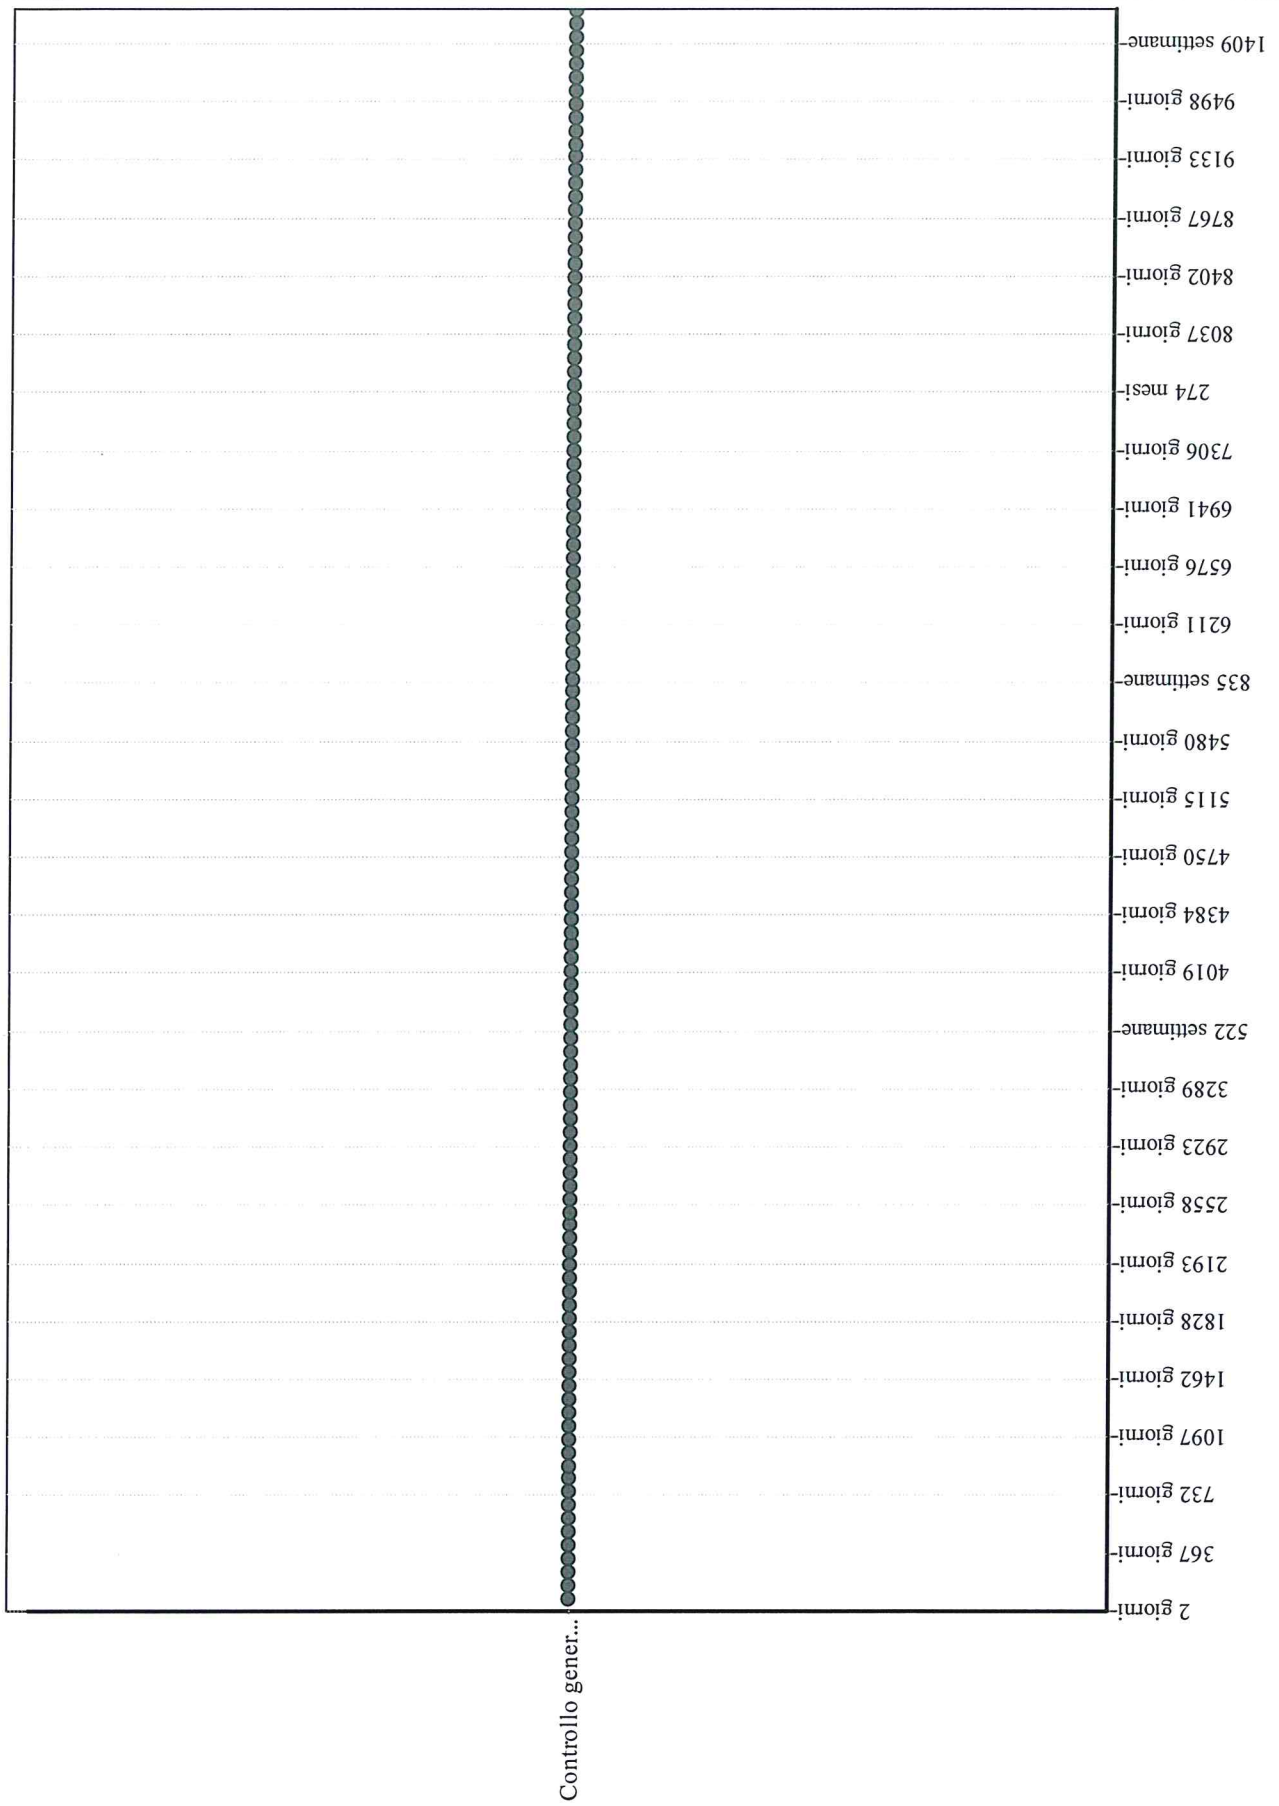 2 giorni
367 giorni
732 giorni
1097 giorni
1462 giorni
1828 giorni
2193 giorni
2558 giorni
2923 giorni
3289 giorni
522 settimane
4019 giorni
4384 giorni
4750 giorni
5115 giorni
5480 giorni
835 settimane
6211 giorni
6576 giorni
6941 giorni
7306 giorni
274 mesi
8037 giorni
8402 giorni
8767 giorni
9133 giorni
9498 giorni
1409 settimane
Controllo gener...